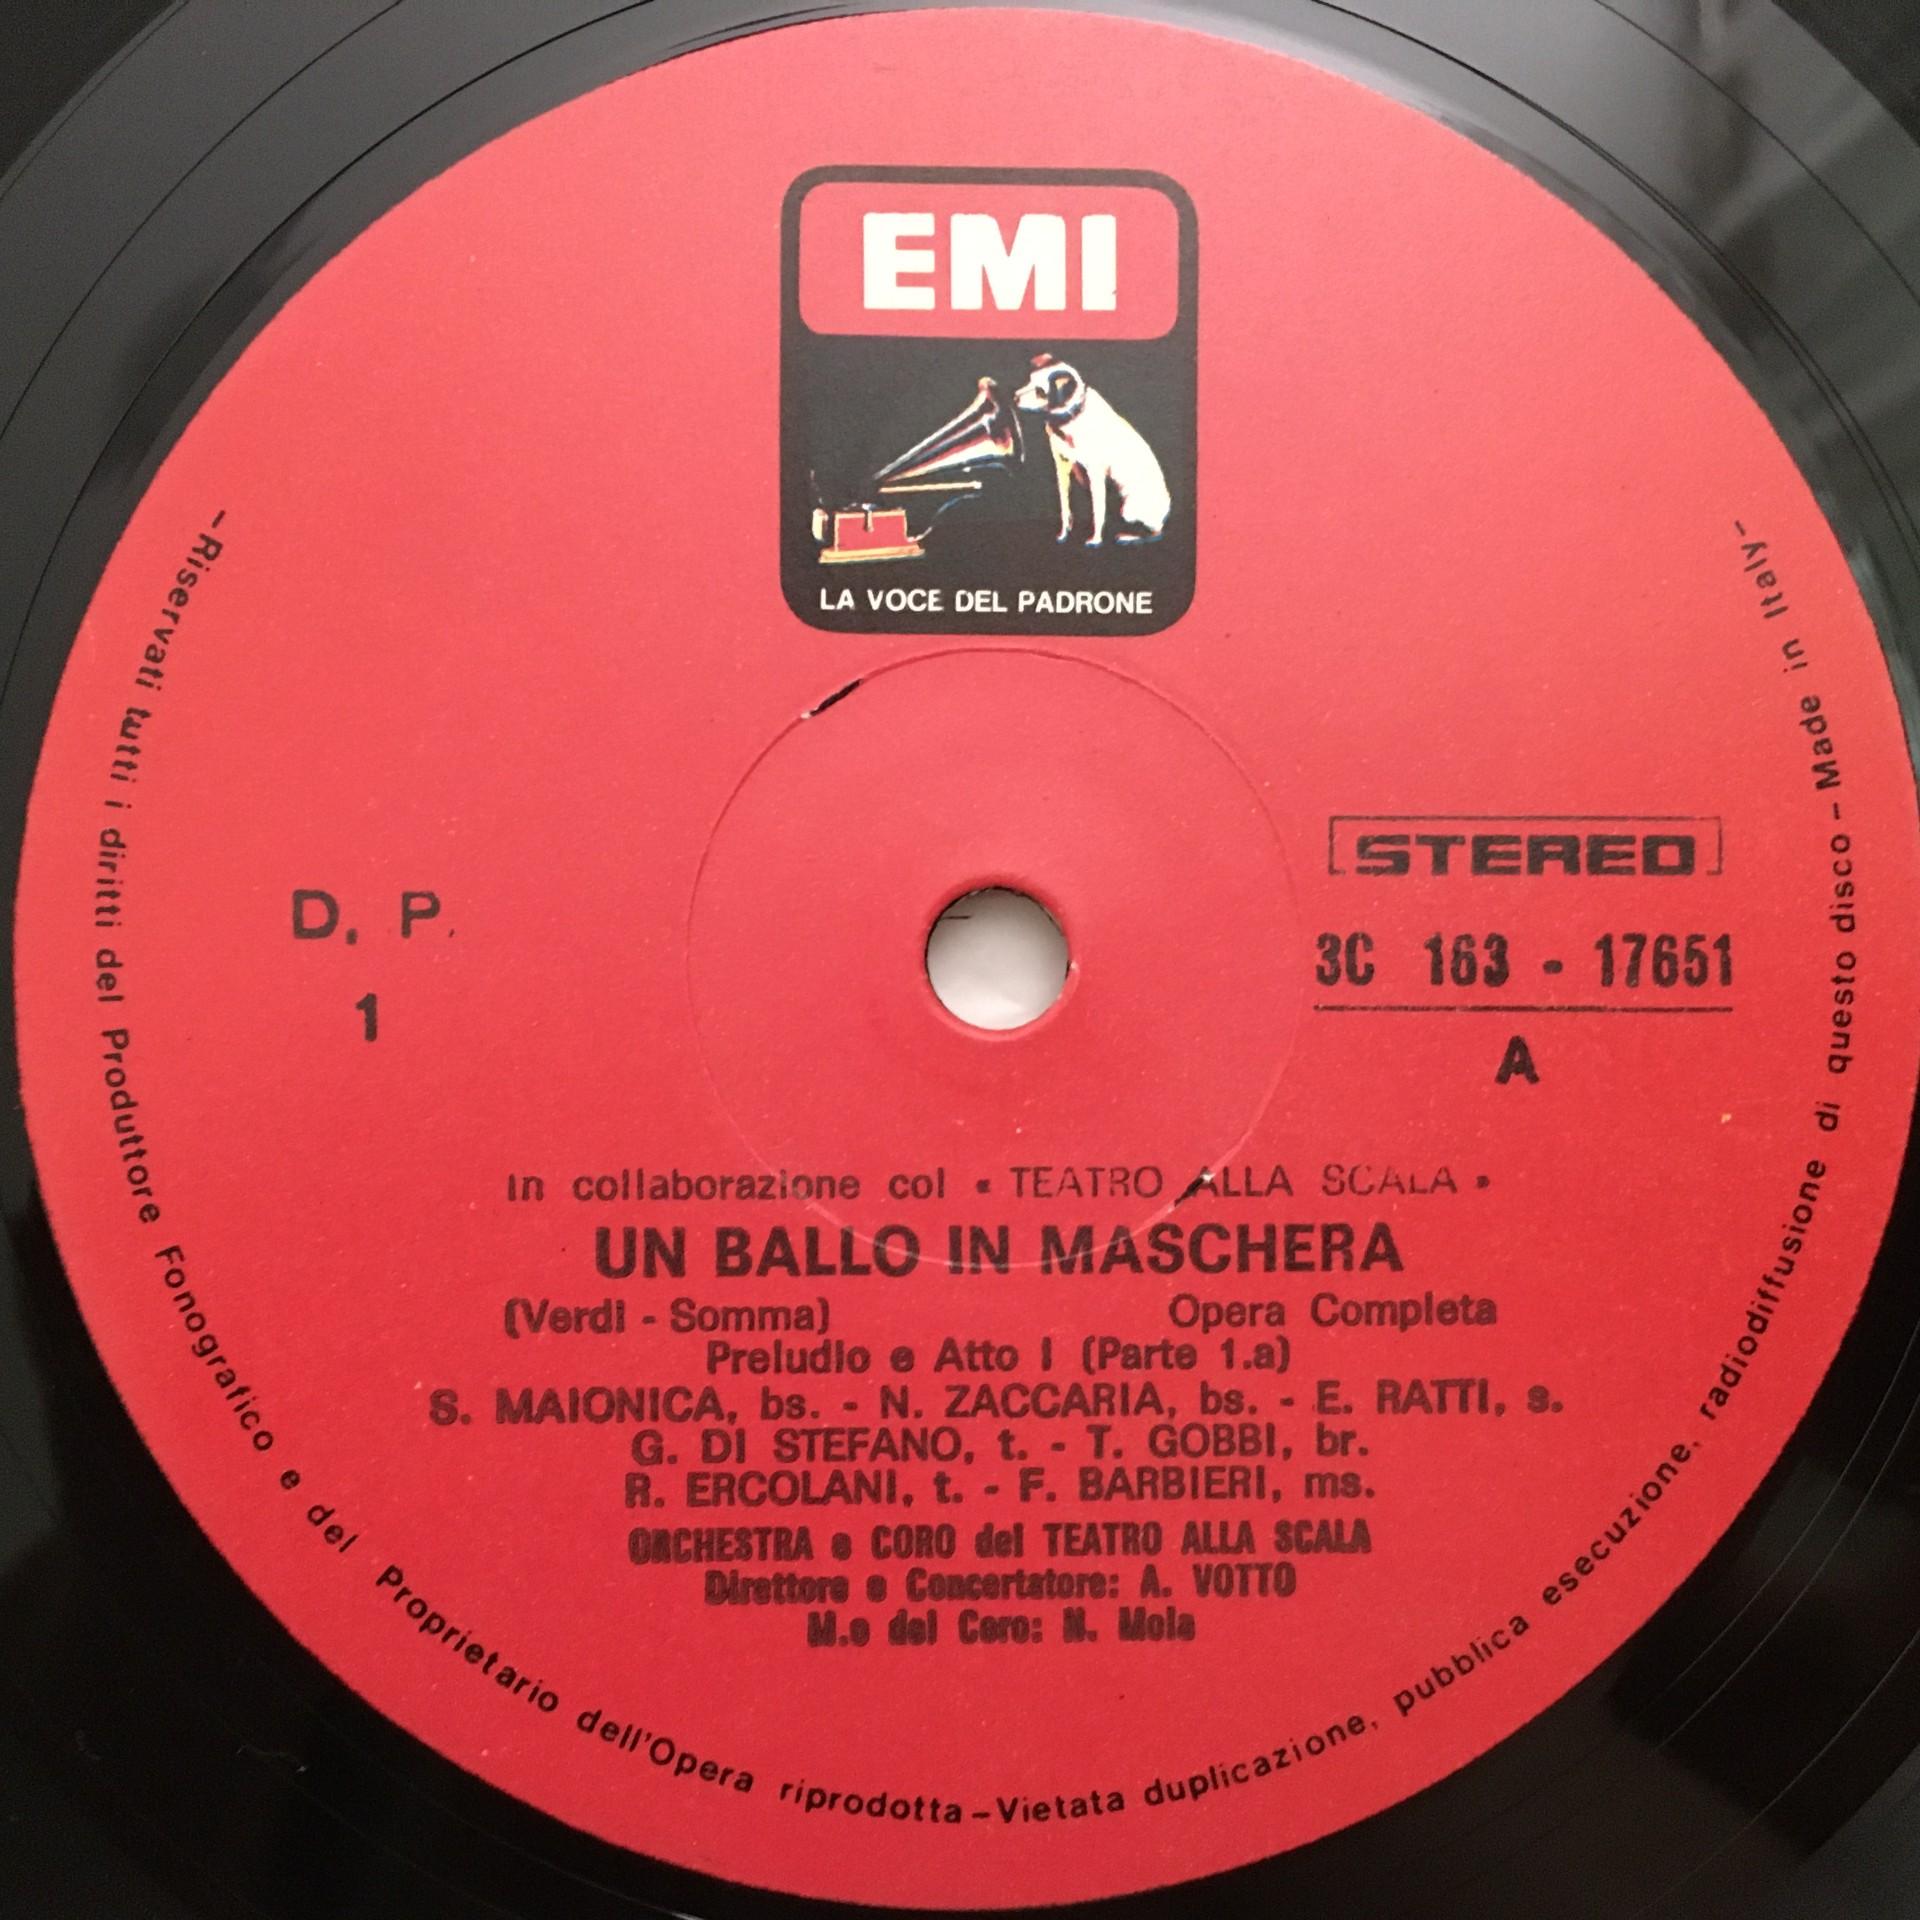 EMI
LA VOCE DEL PADRONE
STEREO
D. P.
1
3C 163 - 17651
A
In collaborazione col « TEATRO ALLA SCALA »
UN BALLO IN MASCHERA
(Verdi - Somma) Opera Completa
Preludio e Atto I (Parte 1.a)
S. MAIONICA, bs. - N. ZACCARIA, bs. - E. RATTI, s.
G. DI STEFANO, t. - T. GOBBI, br.
R. ERCOLANI, t. - F. BARBIERI, ms.
ORCHESTRA e CORO del TEATRO ALLA SCALA
Direttore e Concertatore: A. VOTTO
M.o del Coro: N. Mola
-Riservati tutti i diritti del Produttore Fonografico e del Proprietario dell'Opera riprodotta-Vietata duplicazione, pubblica esecuzione, radiodiffusione di questo disco-Made in Italy-